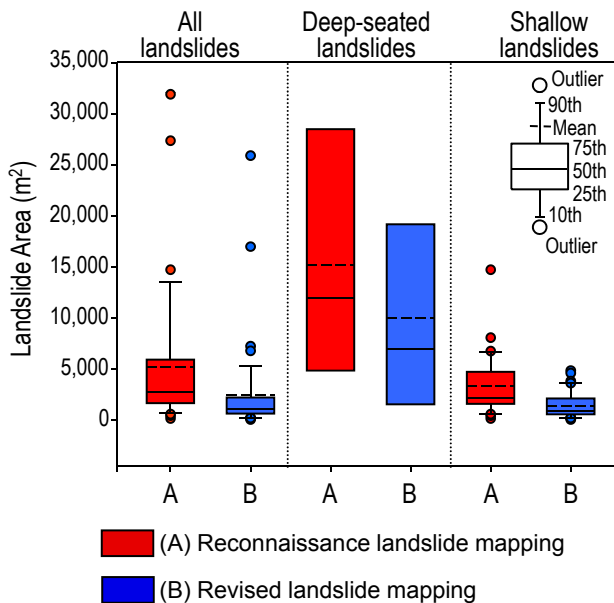 All
landslides
Deep-seated
landslides
Shallow
landslides
Landslide Area (m²)
35,000
30,000
25,000
20,000
15,000
10,000
5,000
0
Outlier
90th
Mean
75th
50th
25th
10th
Outlier
A B A B A B
(A) Reconnaissance landslide mapping
(B) Revised landslide mapping